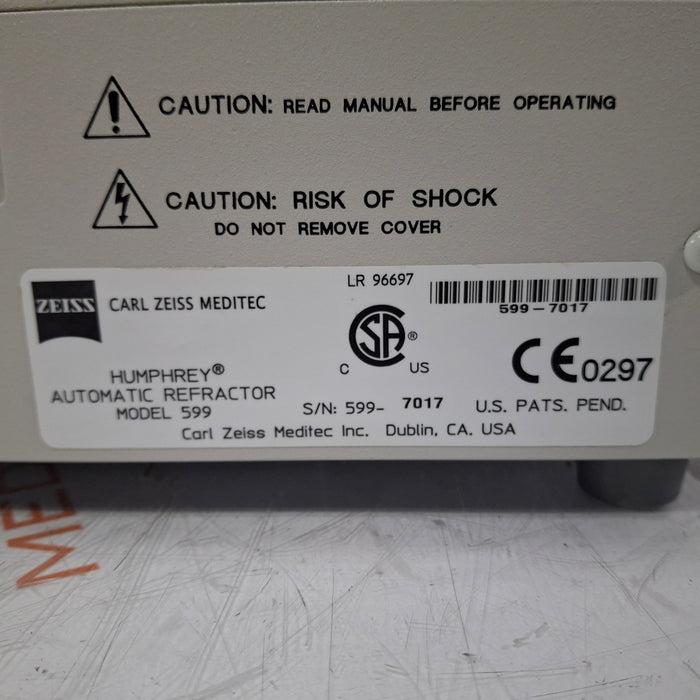 CAUTION: READ MANUAL BEFORE OPERATING
CAUTION: RISK OF SHOCK
DO NOT REMOVE COVER
ZEISS
CARL ZEISS MEDITEC
LR 96697
599-7017
CSA®
C US
CE0297
HUMPHREY®
AUTOMATIC REFRACTOR
MODEL 599
S/N: 599- 7017
U.S. PATS. PEND.
Carl Zeiss Meditec Inc. Dublin, CA. USA
MED